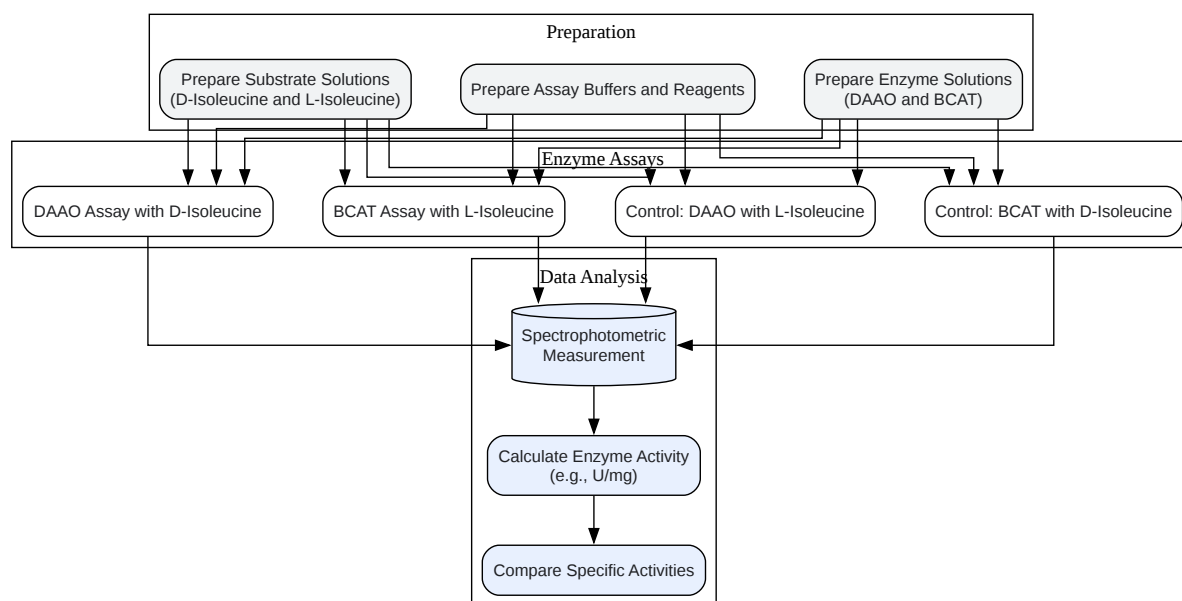 Preparation
Prepare Substrate Solutions
(D-Isoleucine and L-Isoleucine)
Prepare Assay Buffers and Reagents
Prepare Enzyme Solutions
(DAAO and BCAT)
Enzyme Assays
DAAO Assay with D-Isoleucine
BCAT Assay with L-Isoleucine
Control: DAAO with L-Isoleucine
Control: BCAT with D-Isoleucine
Data Analysis
Spectrophotometric
Measurement
Calculate Enzyme Activity
(e.g., U/mg)
Compare Specific Activities